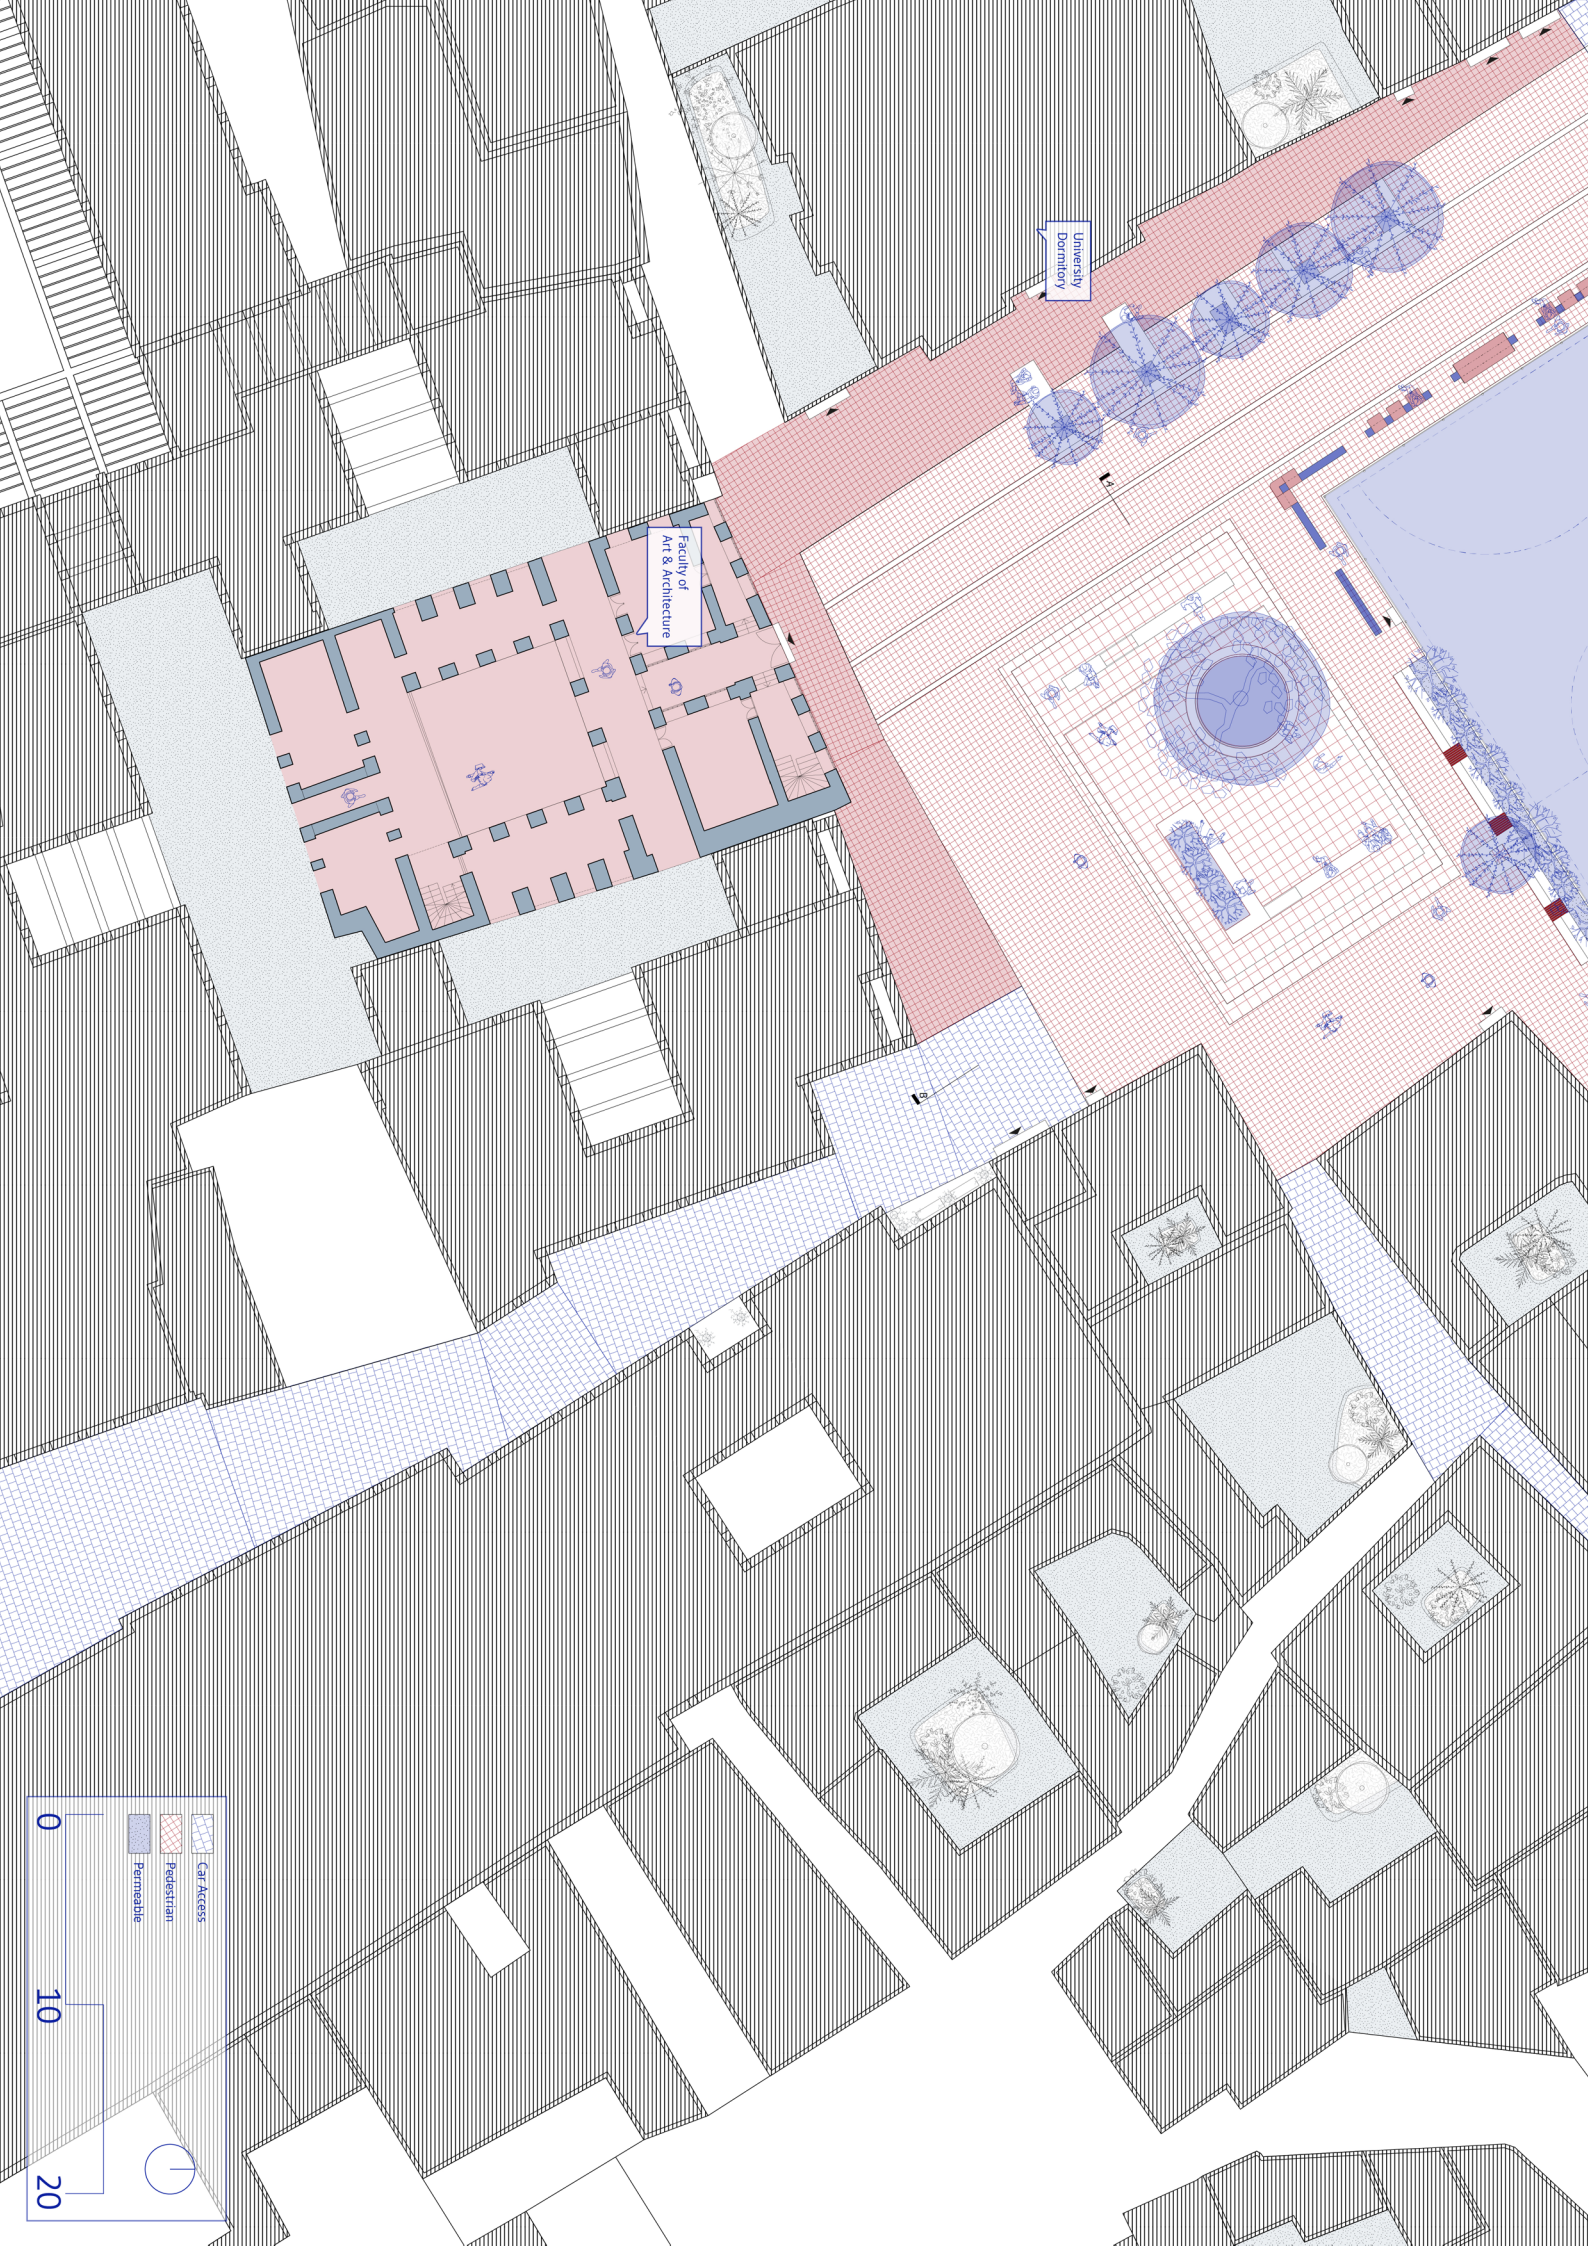 University
Dormitory
Faculty of
Art & Architecture
A
B
Car Access
Pedestrian
Permeable
0
10
20